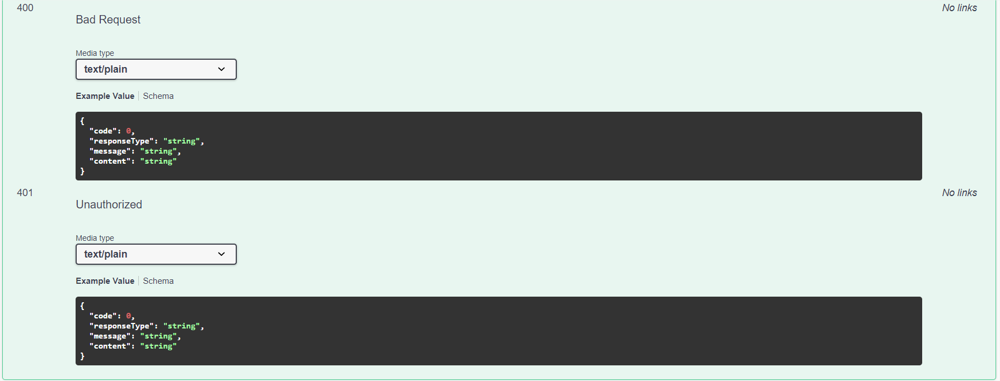 400
No links
Bad Request
Media type
text/plain
Example Value Schema
{
"code": 0,
"responseType": "string",
"message": "string",
"content": "string"
}
401
No links
Unauthorized
Media type
text/plain
Example Value Schema
{
"code": 0,
"responseType": "string",
"message": "string",
"content": "string"
}